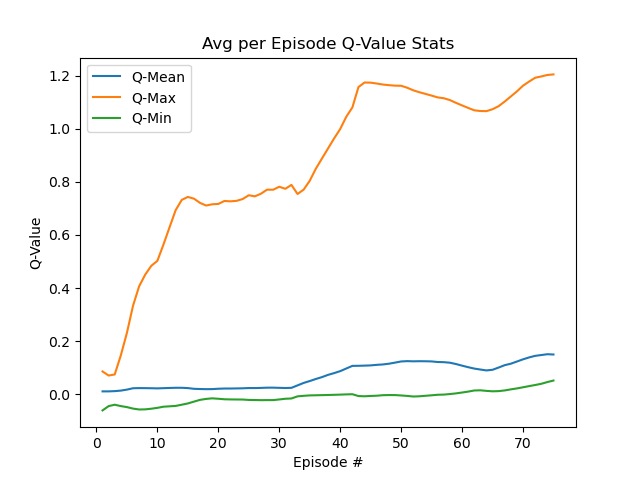 Avg per Episode Q-Value Stats
Q-Mean
Q-Max
Q-Min
Q-Value
1.2
1.0
0.8
0.6
0.4
0.2
0.0
0 10 20 30 40 50 60 70
Episode #